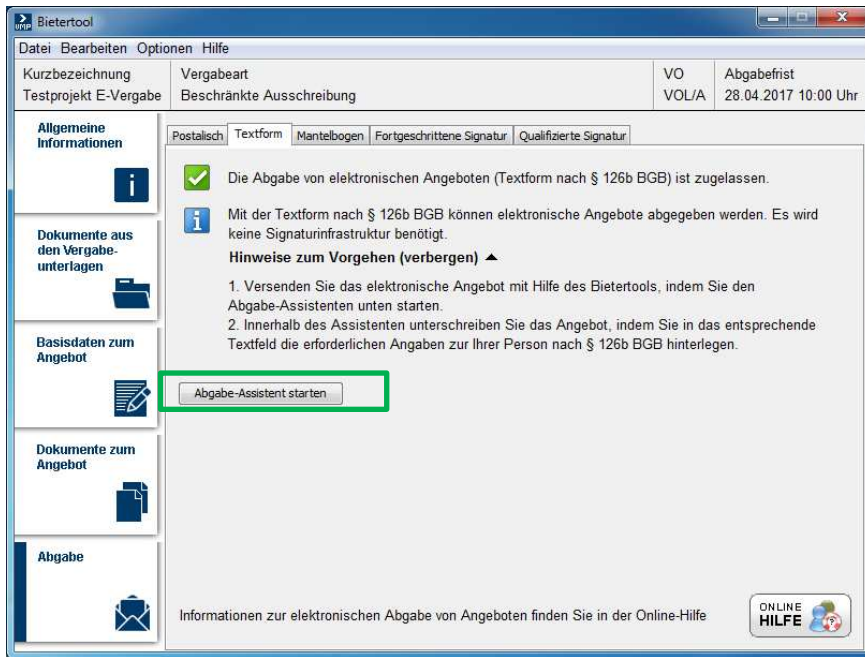 UMP Bietertool
Datei Bearbeiten Optionen Hilfe
Kurzbezeichnung Vergabeart VO Abgabefrist
Testprojekt E-Vergabe Beschränkte Ausschreibung VOL/A 28.04.2017 10:00 Uhr
Allgemeine
Informationen
i
Dokumente aus
den Vergabe-
unterlagen
Basisdaten zum
Angebot
Dokumente zum
Angebot
Abgabe
Postalisch Textform Mantelbogen Fortgeschrittene Signatur Qualifizierte Signatur
Die Abgabe von elektronischen Angeboten (Textform nach § 126b BGB) ist zugelassen.
i Mit der Textform nach § 126b BGB können elektronische Angebote abgegeben werden. Es wird
keine Signaturinfrastruktur benötigt.
Hinweise zum Vorgehen (verbergen)
1. Versenden Sie das elektronische Angebot mit Hilfe des Bietertools, indem Sie den
Abgabe-Assistenten unten starten.
2. Innerhalb des Assistenten unterschreiben Sie das Angebot, indem Sie in das entsprechende
Textfeld die erforderlichen Angaben zur Ihrer Person nach § 126b BGB hinterlegen.
Abgabe-Assistent starten
Informationen zur elektronischen Abgabe von Angeboten finden Sie in der Online-Hilfe
ONLINE
HILFE